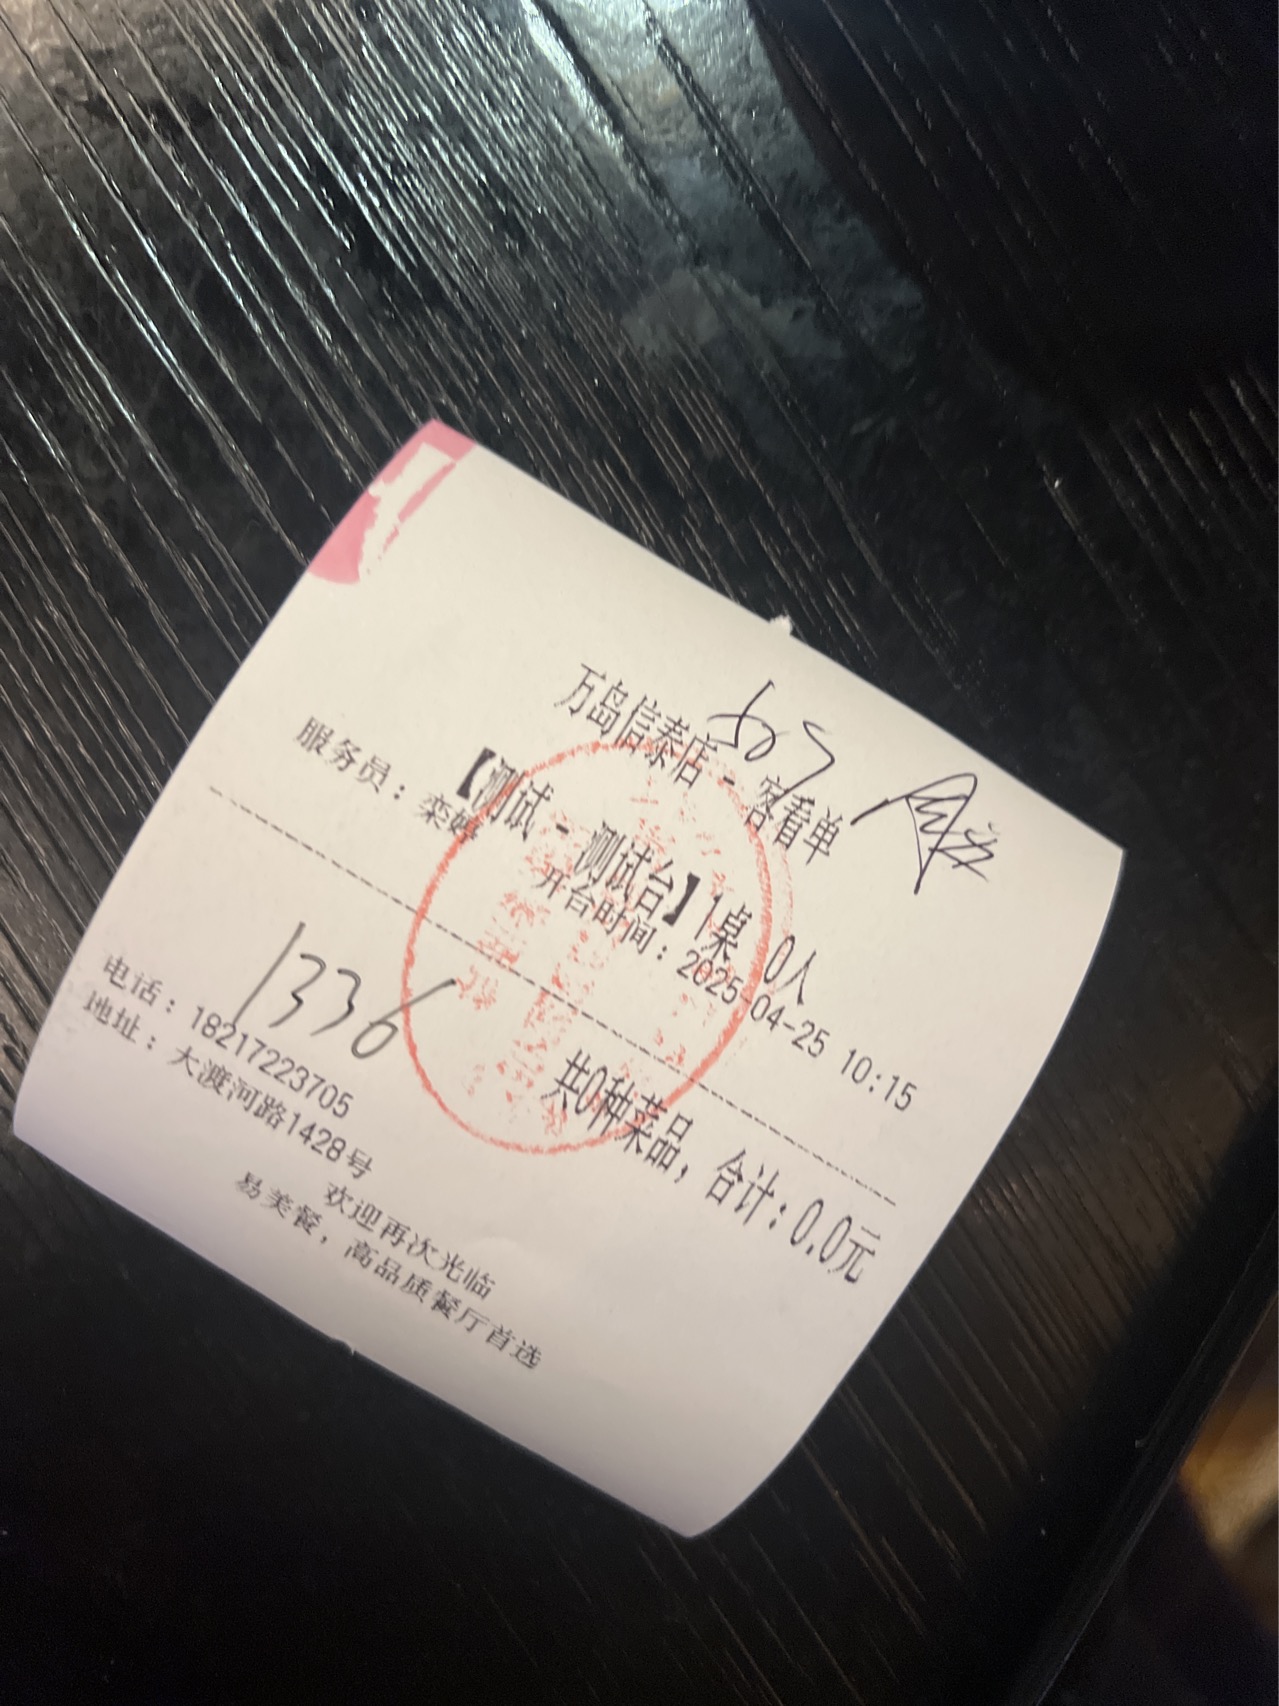 万岛信泰店-客看单
【测试-测试台】1桌 0人
服务员：栾婷
开台时间：2025-04-25 10:15
1336
共0种菜品，合计：0.0元
电话：18217223705
地址：大渡河路1428号
欢迎再次光临
易美餐，高品质餐厅首选